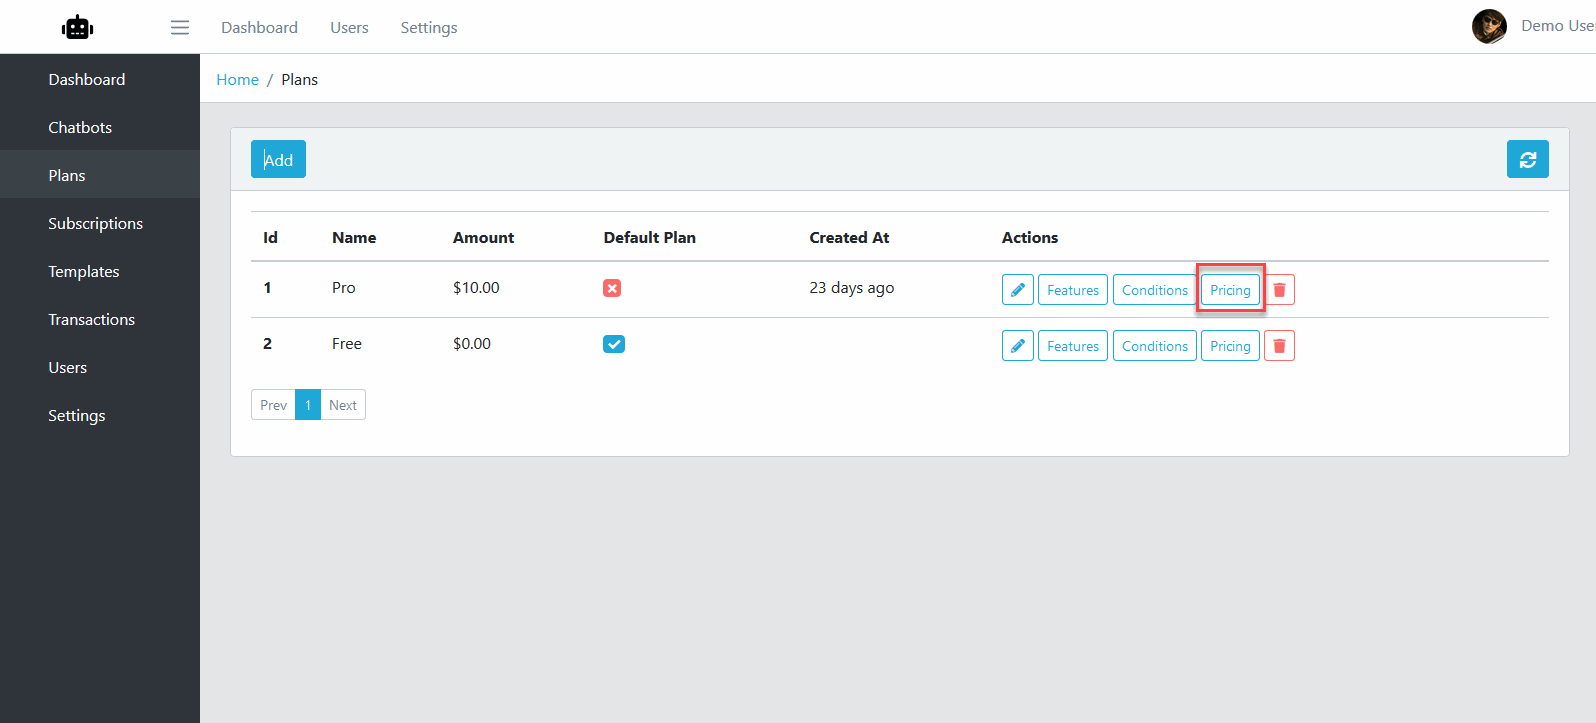 Dashboard Users Settings Demo User
Dashboard
Chatbots
Plans
Subscriptions
Templates
Transactions
Users
Settings
Home / Plans
Add
Id Name Amount Default Plan Created At Actions
1 Pro $10.00 23 days ago Features Conditions Pricing
2 Free $0.00 Features Conditions Pricing
Prev 1 Next